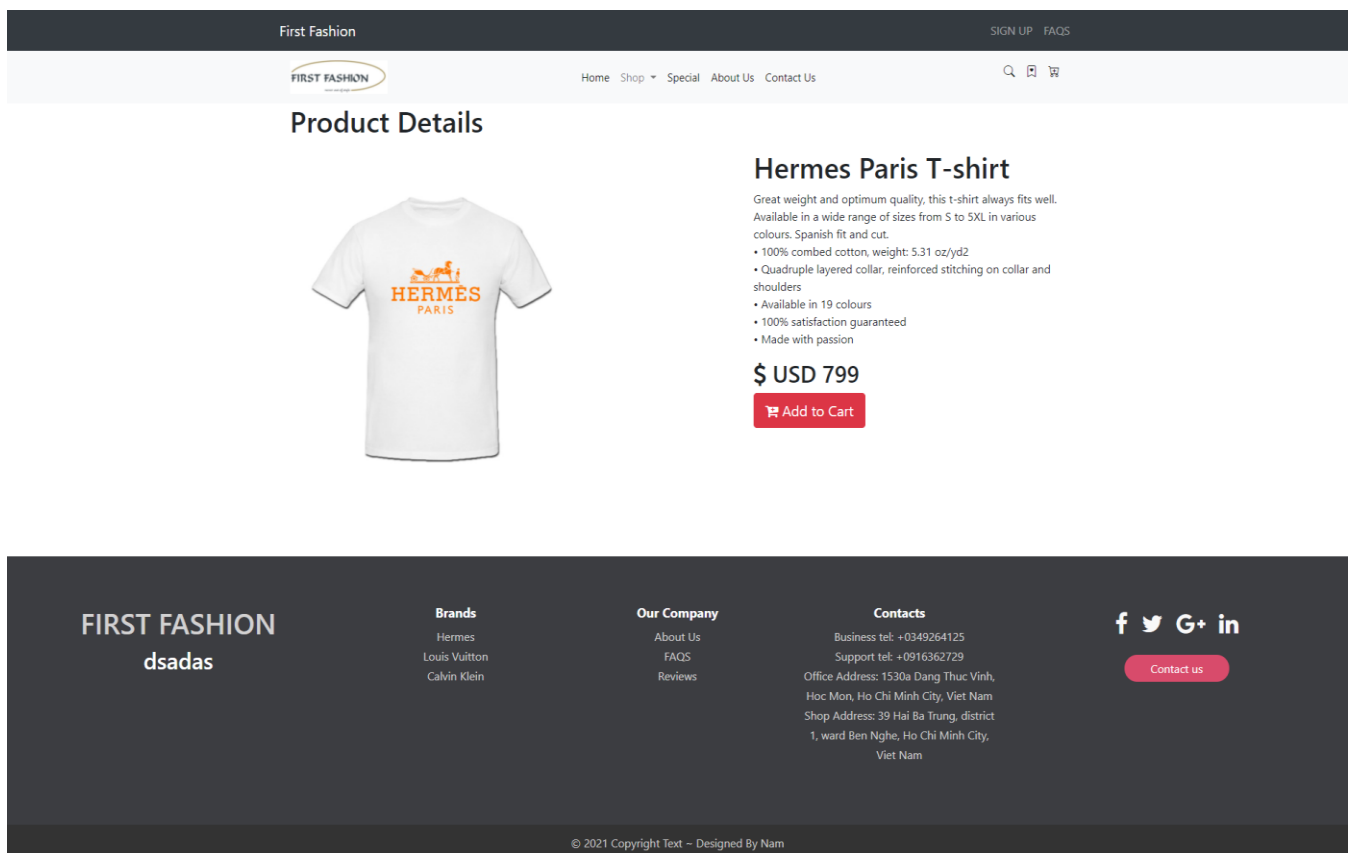 First Fashion
SIGN UP FAQS
FIRST FASHION
Home Shop Special About Us Contact Us
Product Details
HERMÈS
PARIS
Hermes Paris T-shirt
Great weight and optimum quality, this t-shirt always fits well.
Available in a wide range of sizes from S to 5XL in various
colours. Spanish fit and cut.
• 100% combed cotton, weight: 5.31 oz/yd2
• Quadruple layered collar, reinforced stitching on collar and
shoulders
• Available in 19 colours
• 100% satisfaction guaranteed
• Made with passion
$ USD 799
Add to Cart
FIRST FASHION
dsadas
Brands
Hermes
Louis Vuitton
Calvin Klein
Our Company
About Us
FAQS
Reviews
Contacts
Business tel: +0349264125
Support tel: +0916362729
Office Address: 1530a Dang Thuc Vinh,
Hoc Mon, Ho Chi Minh City, Viet Nam
Shop Address: 39 Hai Ba Trung, district
1, ward Ben Nghe, Ho Chi Minh City,
Viet Nam
f G+ in
Contact us
© 2021 Copyright Text ~ Designed By Nam